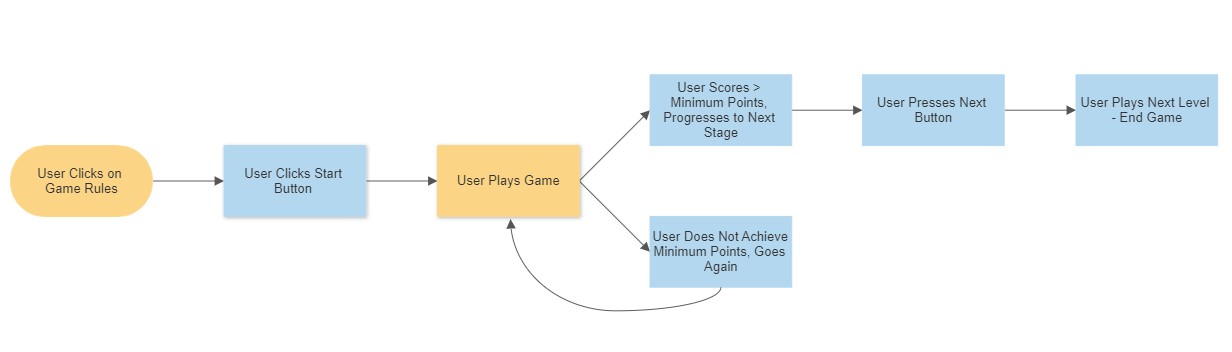 User Clicks on
Game Rules
User Clicks Start
Button
User Plays Game
User Scores >
Minimum Points,
Progresses to Next
Stage
User Presses Next
Button
User Plays Next Level
- End Game
User Does Not Achieve
Minimum Points, Goes
Again